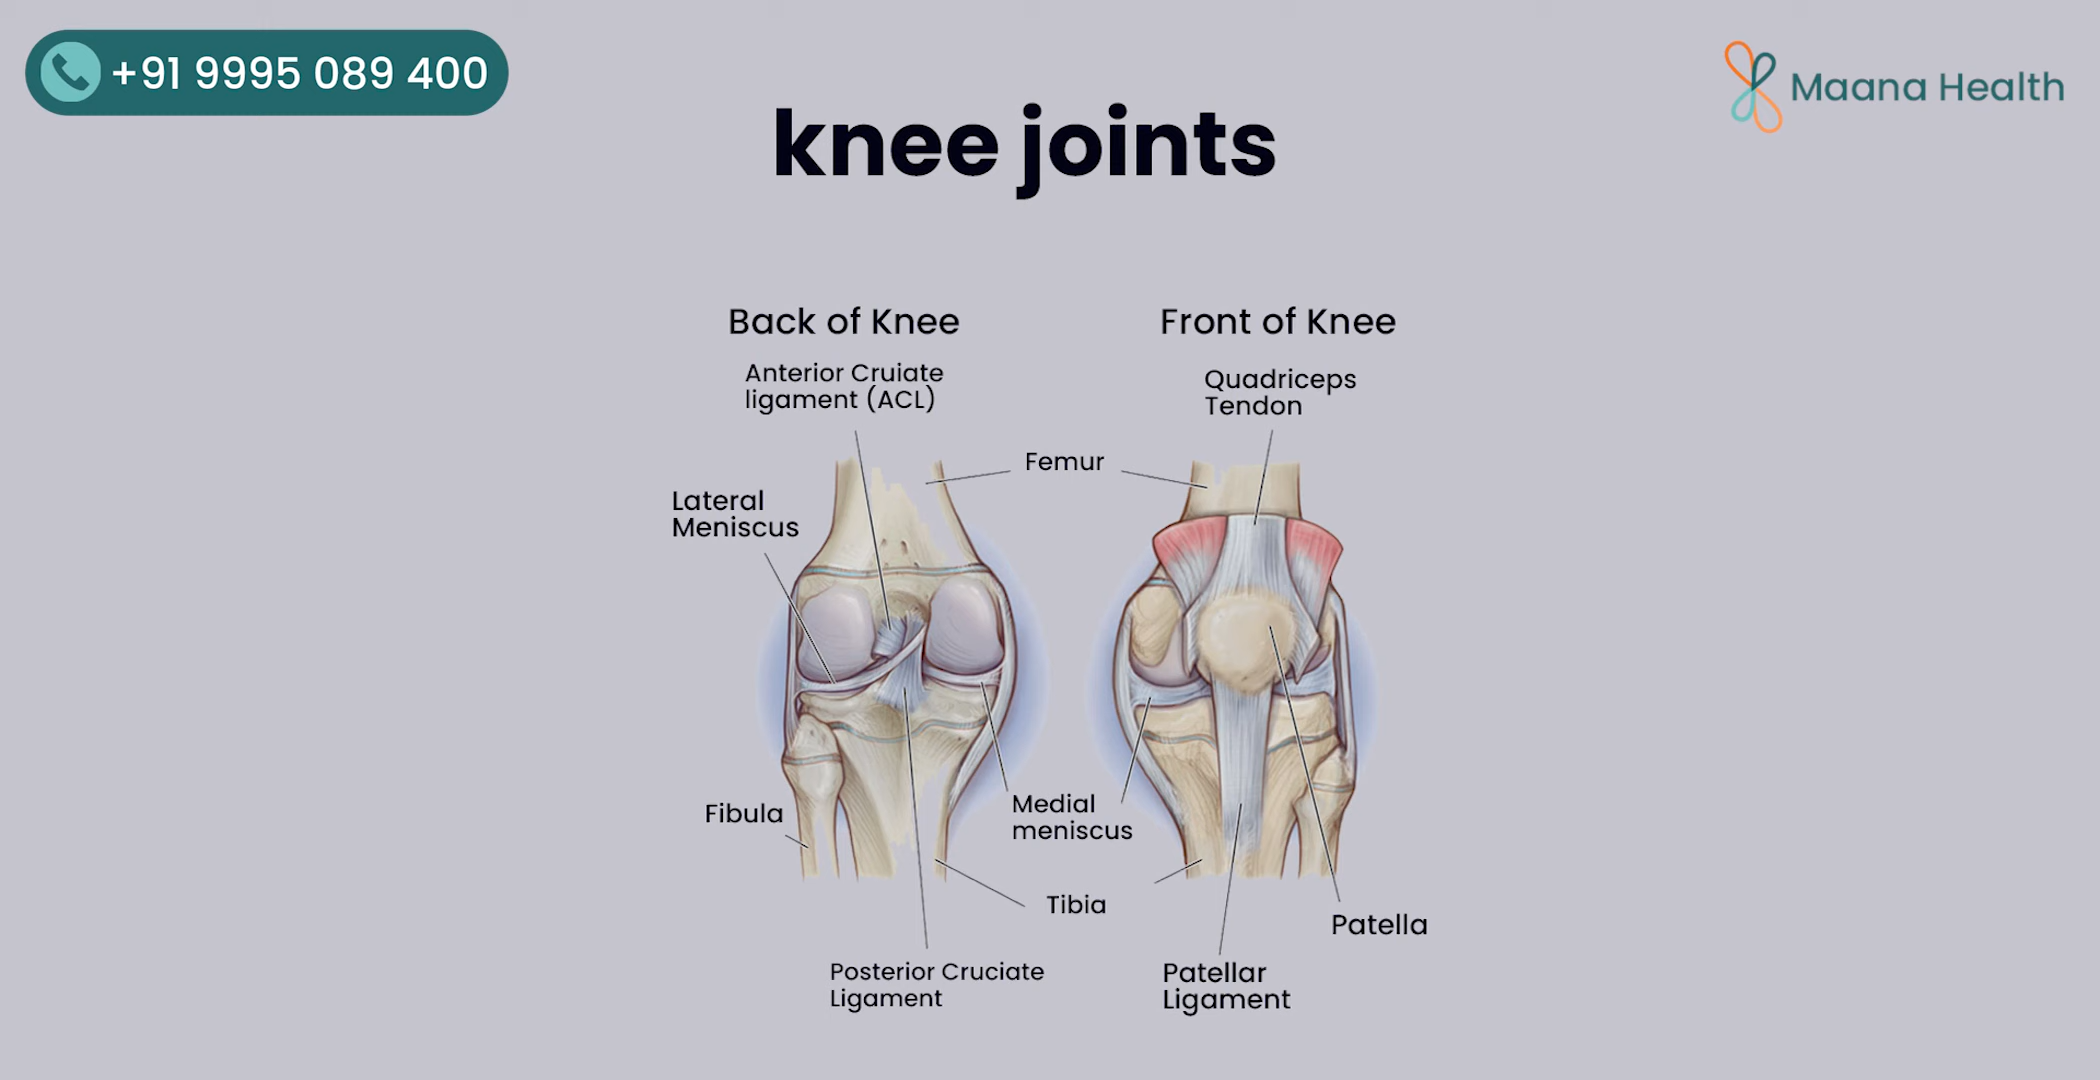 +91 9995 089 400
Maana Health
knee joints
Back of Knee
Front of Knee
Anterior Cruiate
ligament (ACL)
Quadriceps
Tendon
Femur
Lateral
Meniscus
Fibula
Medial
meniscus
Tibia
Patella
Posterior Cruciate
Ligament
Patellar
Ligament